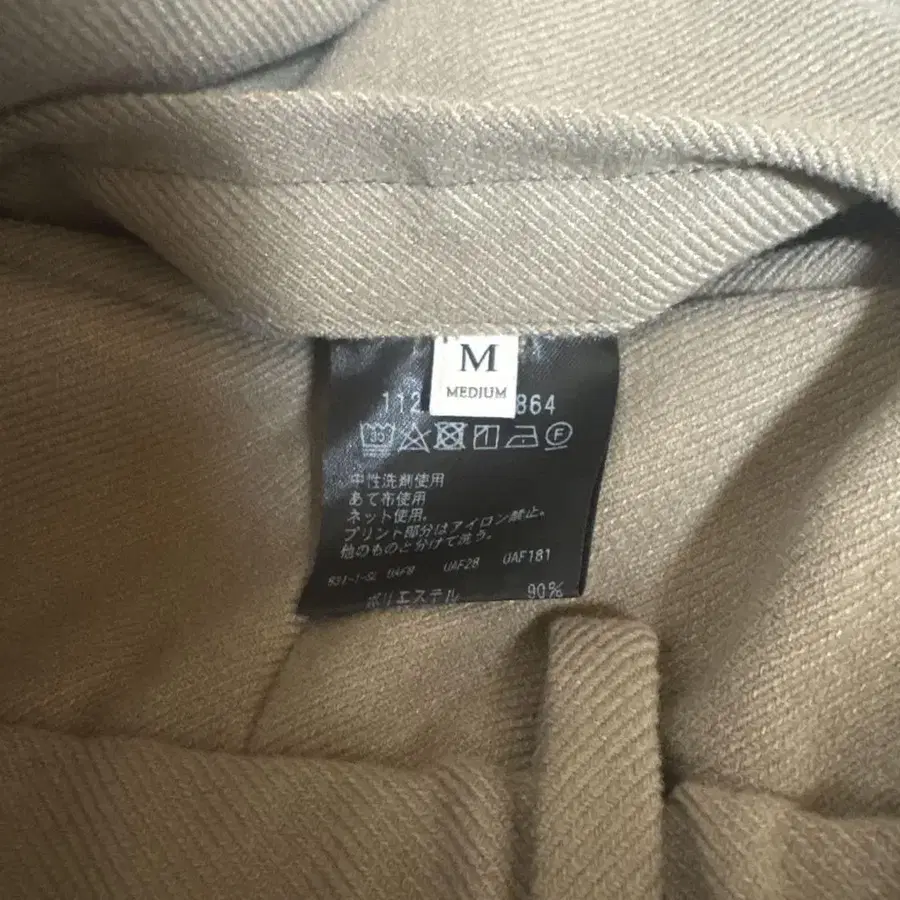 M
MEDIUM
112 864
30 F
中性洗剤使用
あて布使用
ネット使用。
プリント部分はアイロン禁止。
他のものと分けて洗う。
UAF8 UAF28 UAF181
ポリエステル 90%